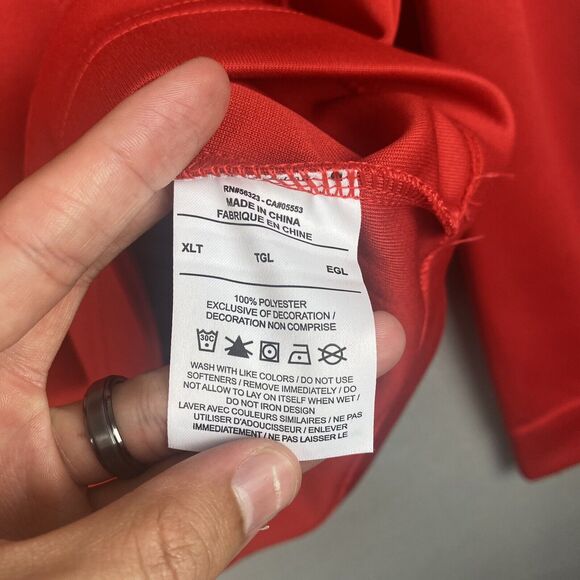 RN#56323 - CA#05553
MADE IN CHINA
FABRIQUE EN CHINE
XLT TGL EGL
100% POLYESTER
EXCLUSIVE OF DECORATION /
DECORATION NON COMPRISE
30C
WASH WITH LIKE COLORS / DO NOT USE
SOFTENERS / REMOVE IMMEDIATELY / DO
NOT ALLOW TO LAY ON ITSELF WHEN WET /
DO NOT IRON DESIGN
LAVER AVEC COULEURS SIMILAIRES / NE PAS
UTILISER D'ADOUCISSEUR / ENLEVER
IMMEDIATEMENT / NE PAS LAISSER LE